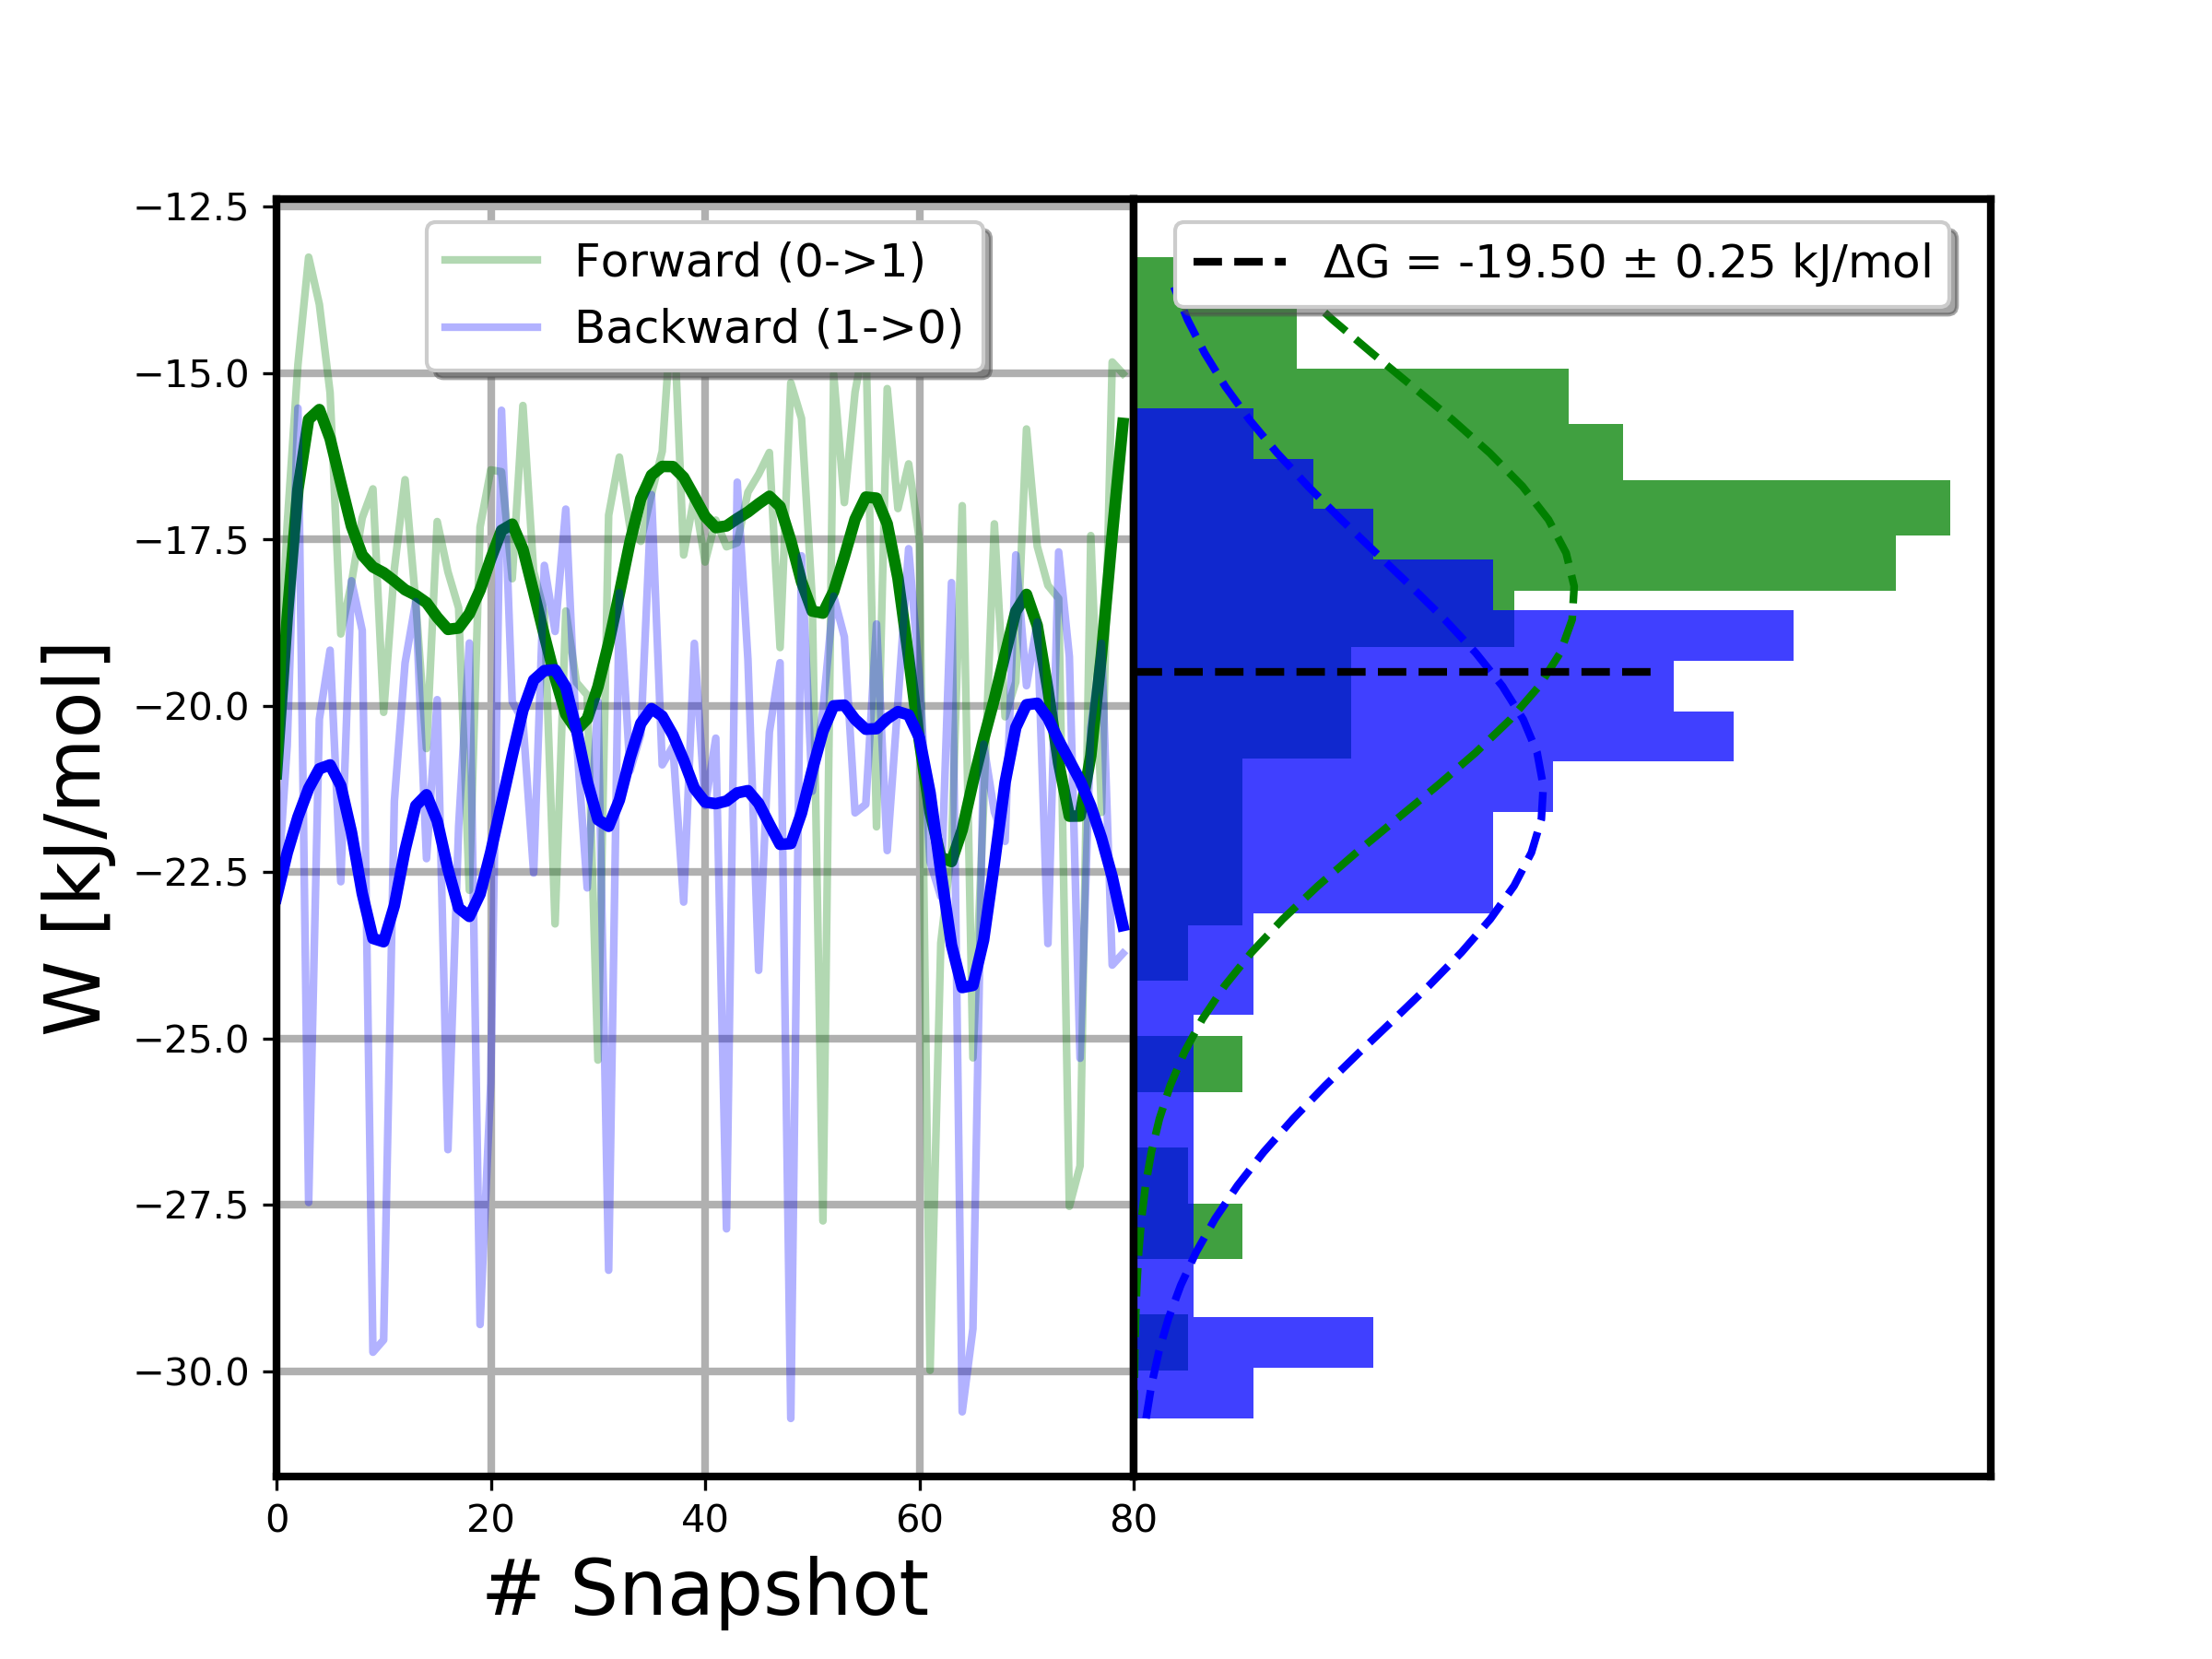 W [kJ/mol]
−12.5
−15.0
−17.5
−20.0
−22.5
−25.0
−27.5
−30.0
Forward (0->1)
Backward (1->0)
ΔG = -19.50 ± 0.25 kJ/mol
0 20 40 60 80
# Snapshot